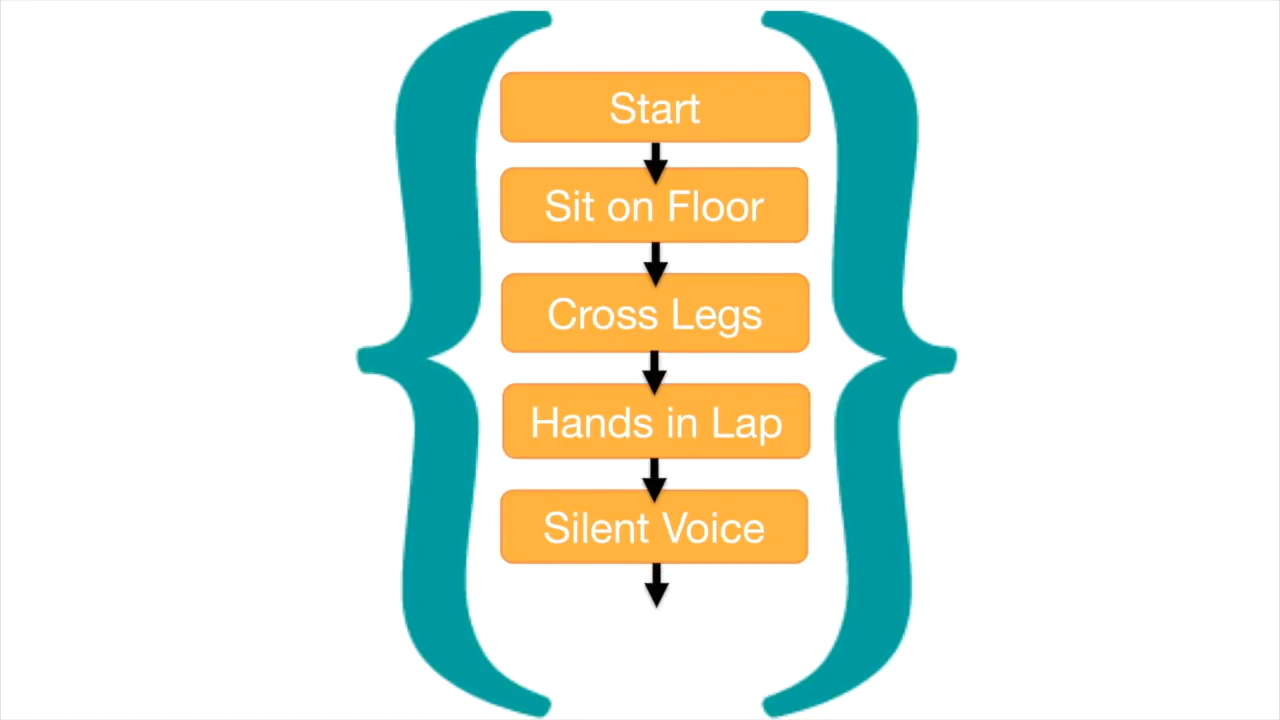 Start
Sit on Floor
Cross Legs
Hands in Lap
Silent Voice